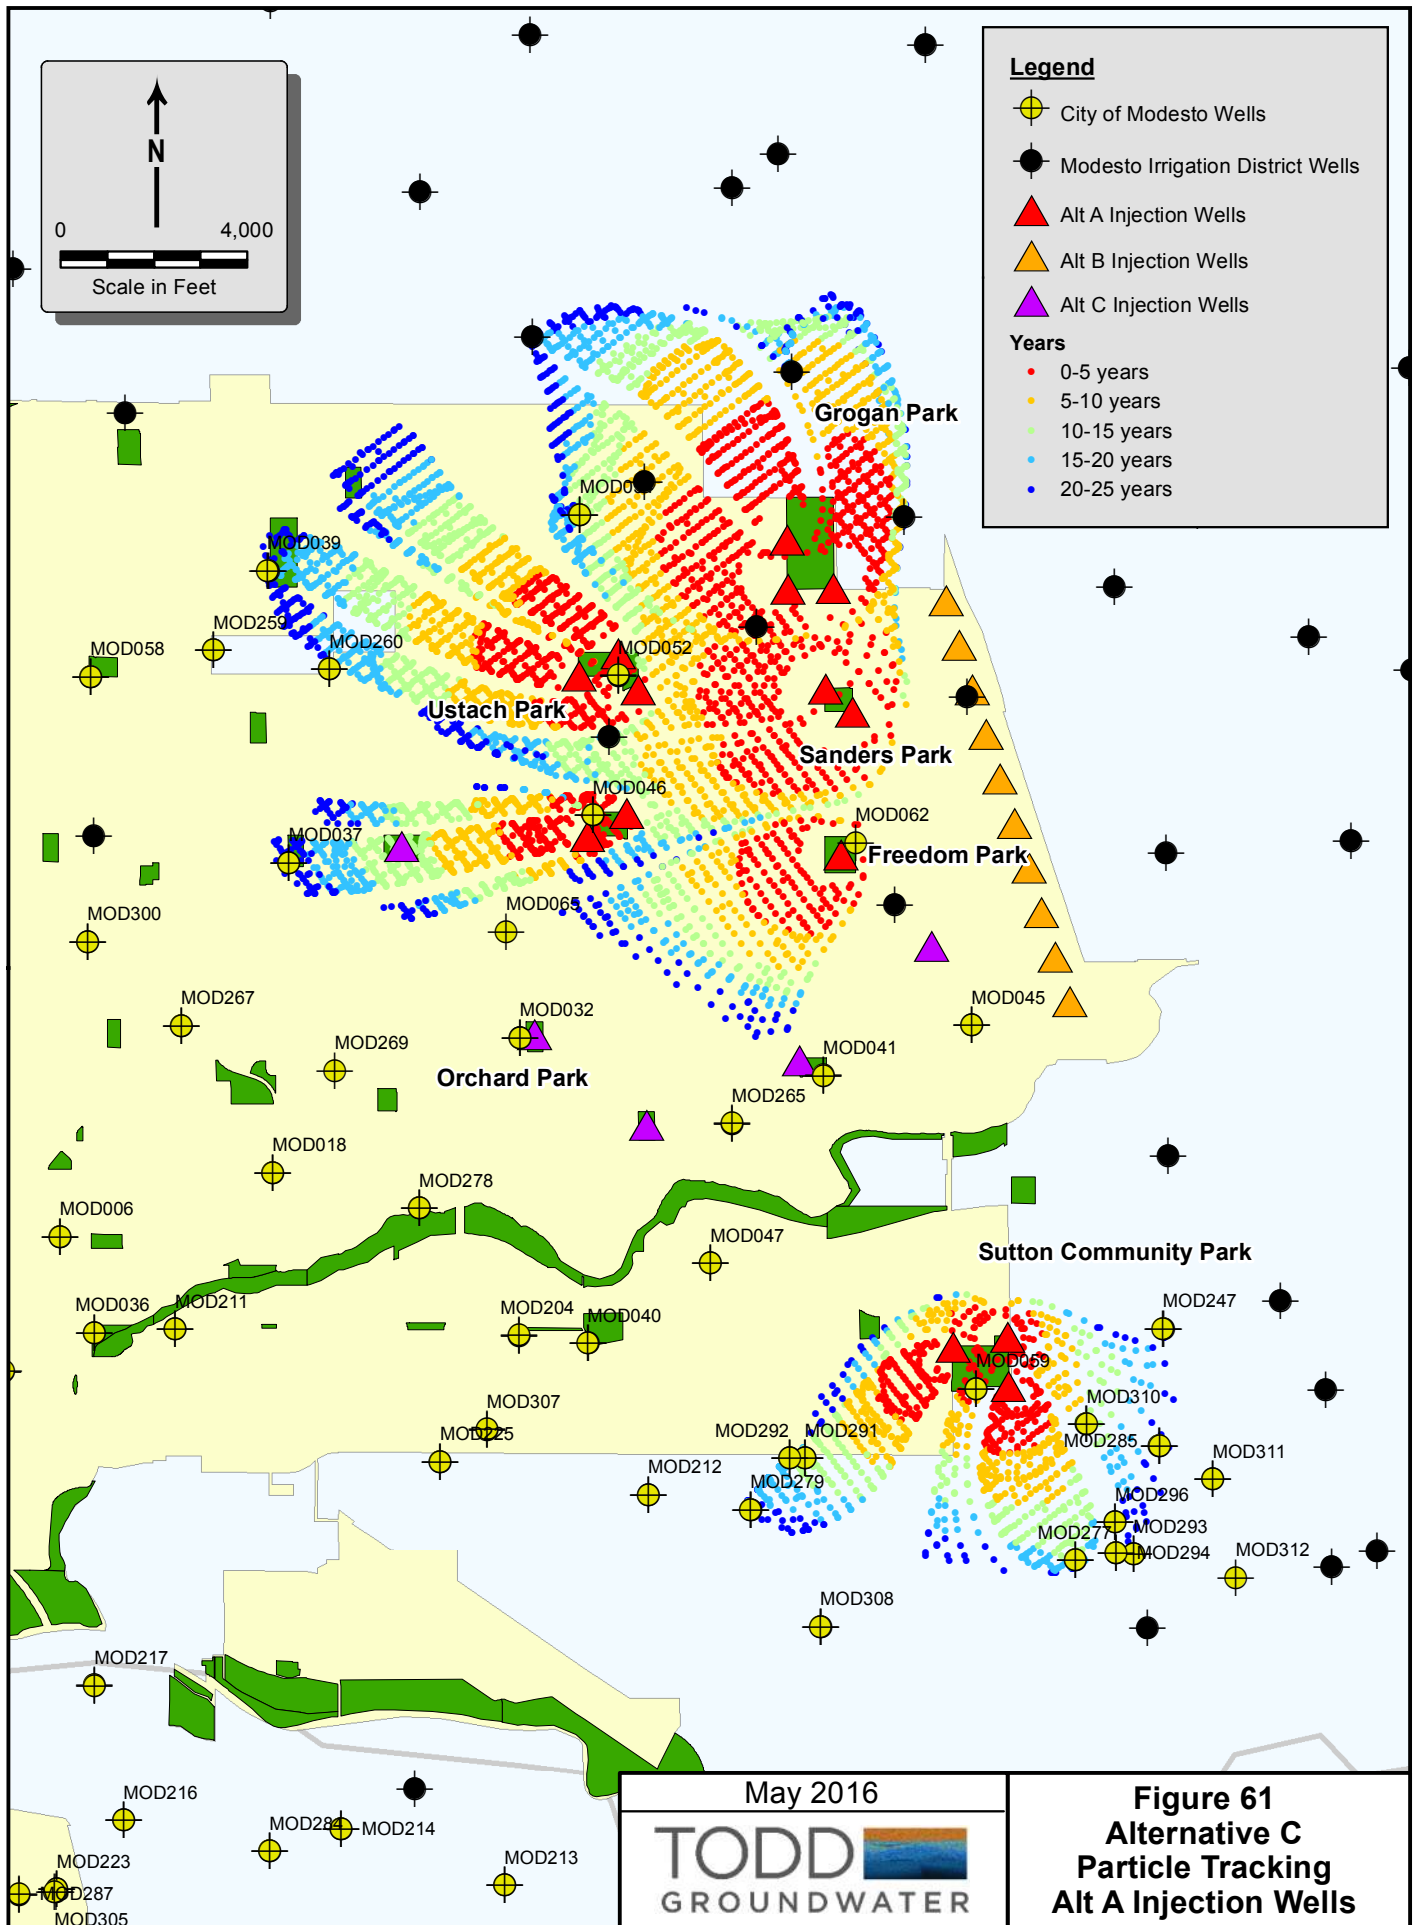 N
0 4,000
Scale in Feet
Legend
City of Modesto Wells
Modesto Irrigation District Wells
Alt A Injection Wells
Alt B Injection Wells
Alt C Injection Wells
Years
0-5 years
5-10 years
10-15 years
15-20 years
20-25 years
Grogan Park
MOD039
MOD259
MOD058
MOD260
MOD052
Ustach Park
Sanders Park
MOD046
MOD062
MOD037
Freedom Park
MOD065
MOD300
MOD267
MOD032
MOD045
MOD269
MOD041
Orchard Park
MOD265
MOD018
MOD278
MOD006
MOD047
Sutton Community Park
MOD036
MOD211
MOD204
MOD040
MOD247
MOD059
MOD310
MOD307
MOD225
MOD292
MOD291
MOD285
MOD311
MOD212
MOD279
MOD296
MOD277
MOD293
MOD294
MOD312
MOD308
MOD217
MOD216
MOD284
MOD214
MOD223
MOD213
MOD287
MOD305
May 2016
TODD
GROUNDWATER
Figure 61
Alternative C
Particle Tracking
Alt A Injection Wells